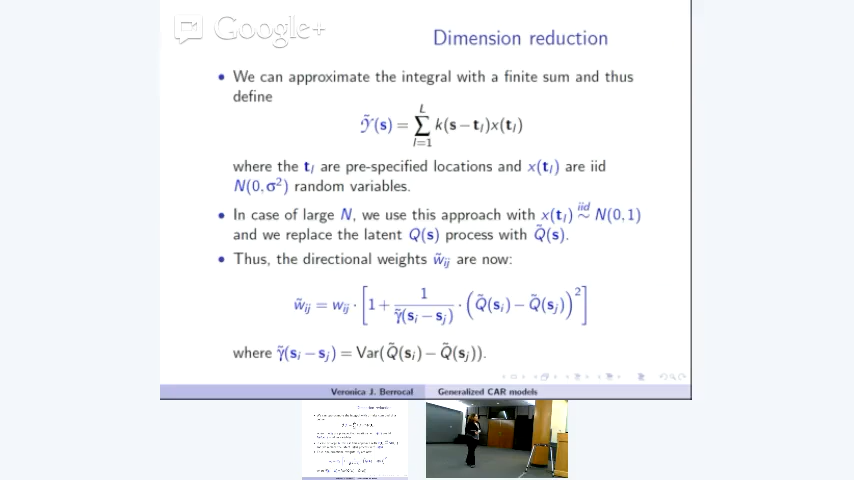 Google+
Dimension reduction
• We can approximate the integral with a finite sum and thus
define
𝒴̃(s) = ∑_{l=1}^{L} k(s − t_l)x(t_l)
where the t_l are pre-specified locations and x(t_l) are iid
N(0, σ²) random variables.
• In case of large N, we use this approach with x(t_l) iid ~ N(0, 1)
and we replace the latent Q(s) process with Q̃(s).
• Thus, the directional weights w̃_ij are now:
w̃_ij = w_ij · [1 + 1/γ̃(s_i − s_j) · (Q̃(s_i) − Q̃(s_j))²]
where γ̃(s_i − s_j) = Var(Q̃(s_i) − Q̃(s_j)).
Veronica J. Berrocal Generalized CAR models
Dimension reduction